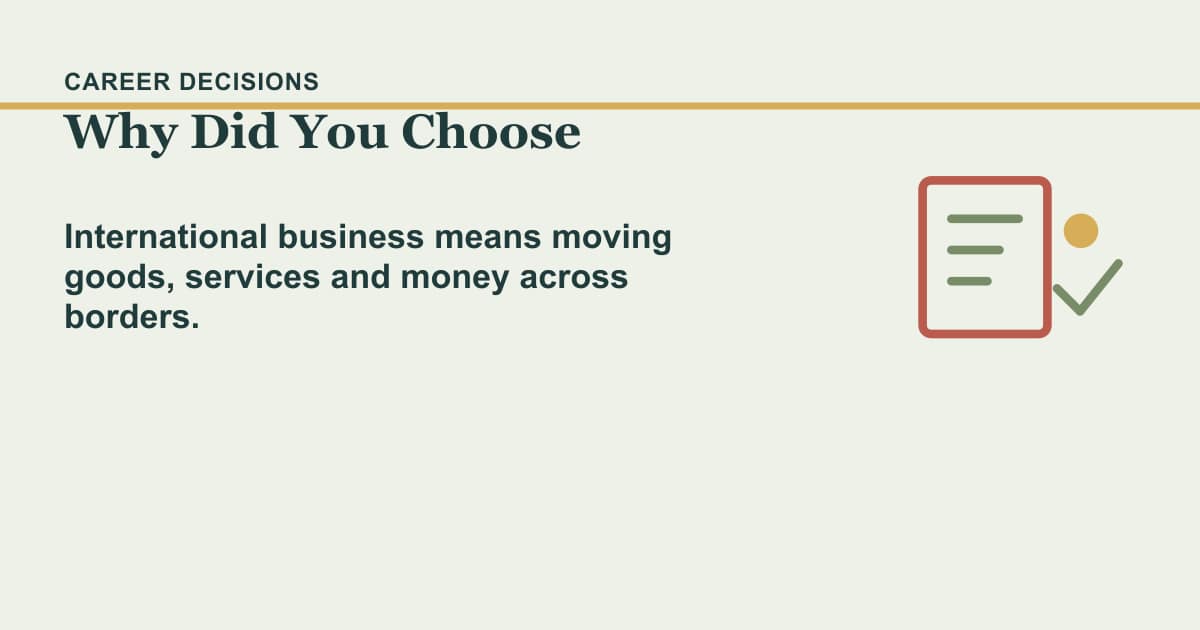 CAREER DECISIONS
Why Did You Choose
International business means moving
goods, services and money across
borders.